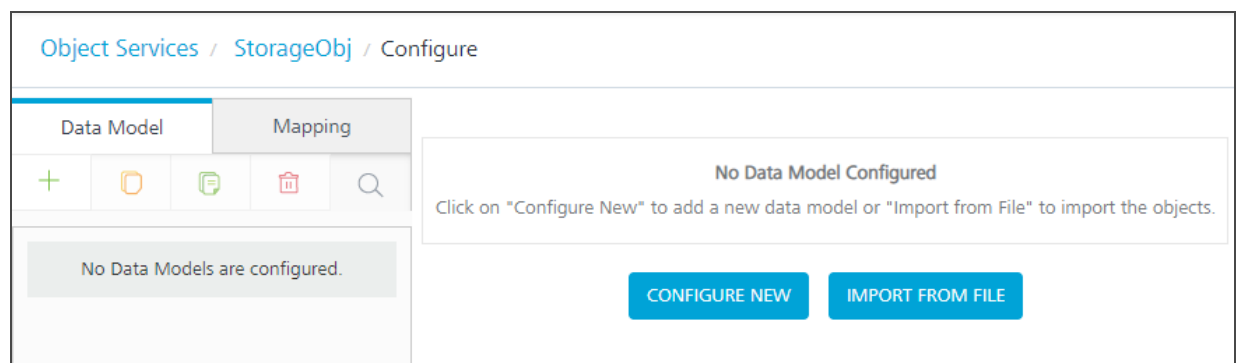 Object Services / StorageObj / Configure
Data Model
Mapping
No Data Models are configured.
No Data Model Configured
Click on "Configure New" to add a new data model or "Import from File" to import the objects.
CONFIGURE NEW
IMPORT FROM FILE